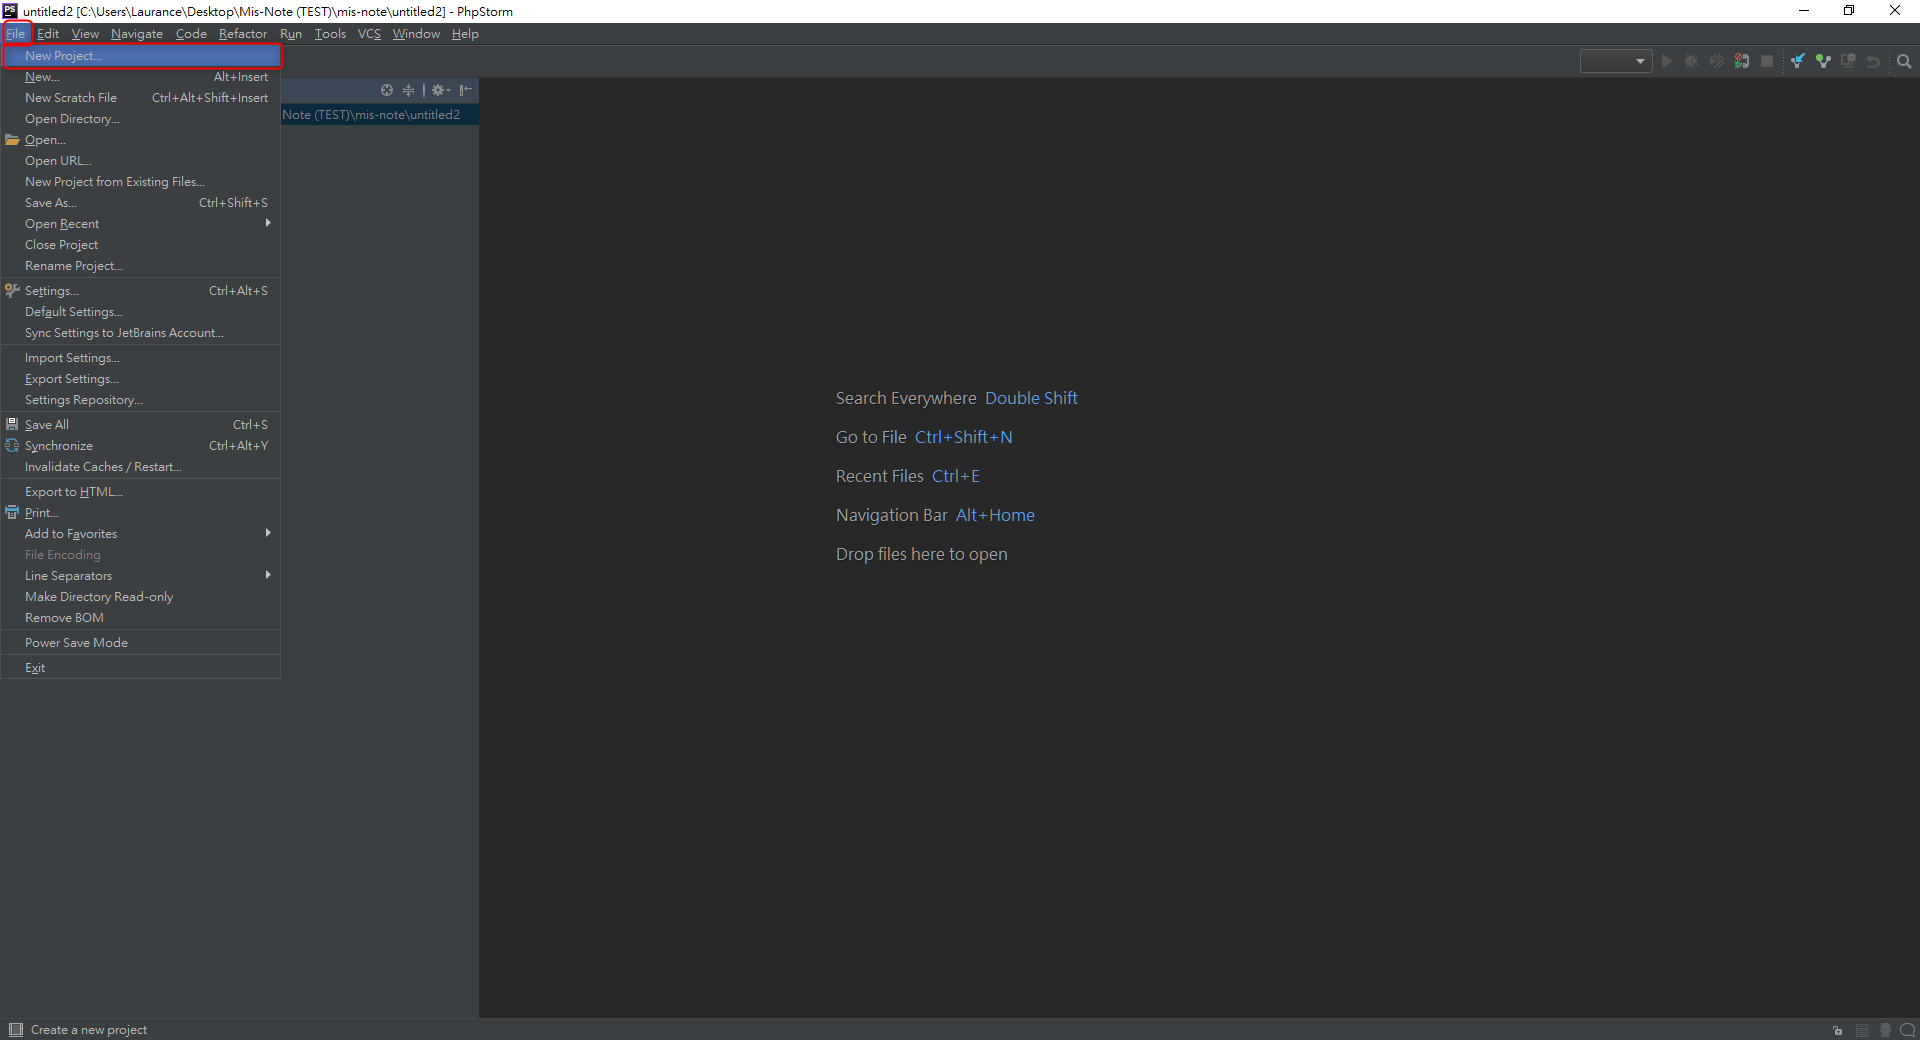 PS untitled2 [C:\Users\Laurance\Desktop\Mis-Note (TEST)\mis-note\untitled2] - PhpStorm
File Edit View Navigate Code Refactor Run Tools VCS Window Help
New Project...
New... Alt+Insert
New Scratch File Ctrl+Alt+Shift+Insert
Open Directory...
Note (TEST)\mis-note\untitled2
Open...
Open URL...
New Project from Existing Files...
Save As... Ctrl+Shift+S
Open Recent
Close Project
Rename Project...
Settings... Ctrl+Alt+S
Default Settings...
Sync Settings to JetBrains Account...
Import Settings...
Export Settings...
Settings Repository...
Save All Ctrl+S
Synchronize Ctrl+Alt+Y
Invalidate Caches / Restart...
Export to HTML...
Print...
Add to Favorites
File Encoding
Line Separators
Make Directory Read-only
Remove BOM
Power Save Mode
Exit
Search Everywhere Double Shift
Go to File Ctrl+Shift+N
Recent Files Ctrl+E
Navigation Bar Alt+Home
Drop files here to open
Create a new project